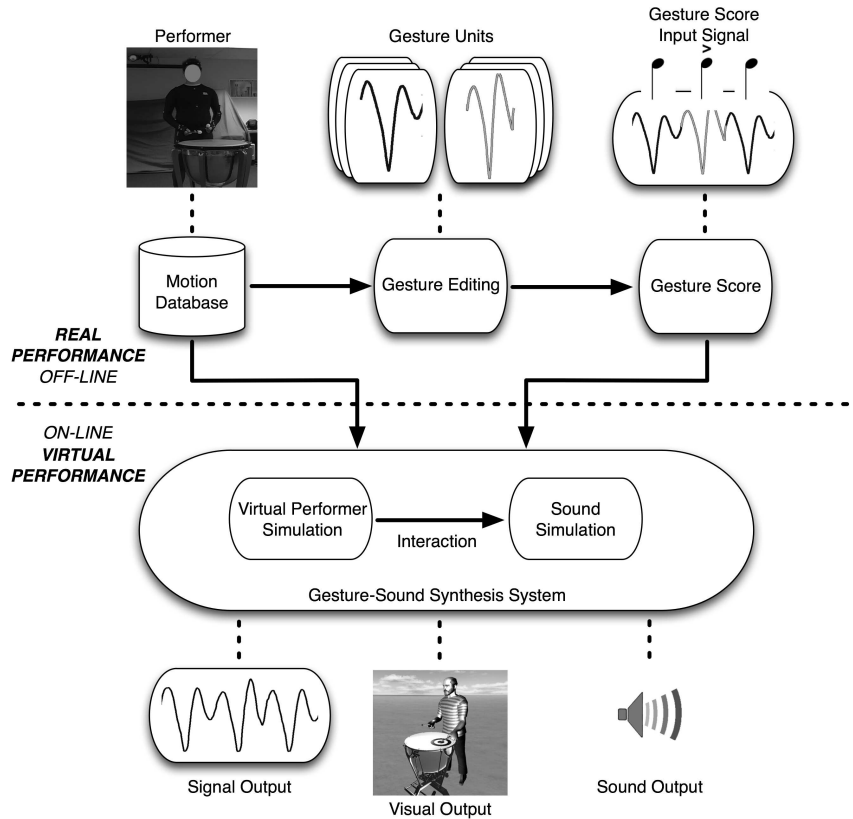 Performer
Gesture Units
Gesture Score
Input Signal
>
Motion
Database
Gesture Editing
Gesture Score
REAL
PERFORMANCE
OFF-LINE
ON-LINE
VIRTUAL
PERFORMANCE
Virtual Performer
Simulation
Interaction
Sound
Simulation
Gesture-Sound Synthesis System
Signal Output
Visual Output
Sound Output